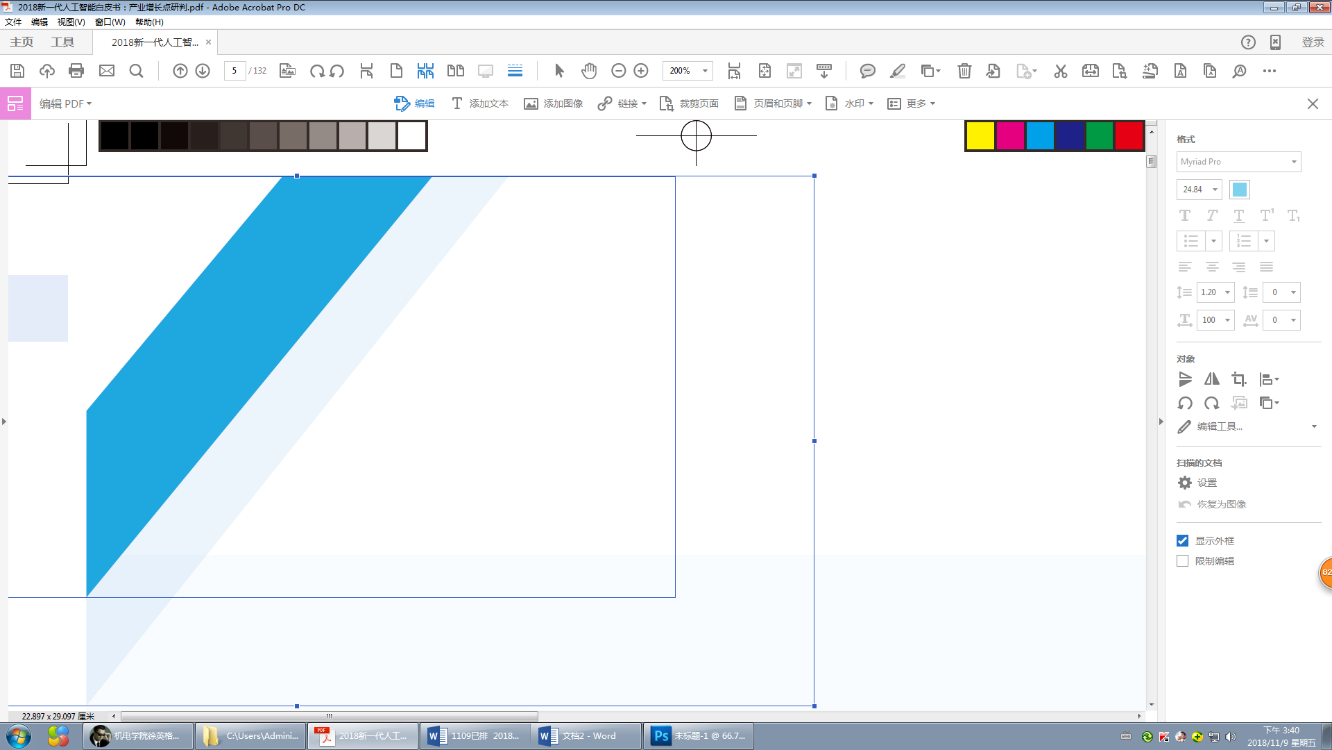 2018新一代人工智能白皮书：产业增长点研判.pdf - Adobe Acrobat Pro DC
文件 编辑 视图(V) 窗口(W) 帮助(H)
主页 工具 2018新一代人工智... × 登录
5 / 132 200%
编辑 PDF 编辑 添加文本 添加图像 链接 裁剪页面 页眉和页脚 水印 更多
格式
Myriad Pro
24.84
1.20 0
100 0
对象
编辑工具...
扫描的文档
设置
恢复为图像
显示外框
限制编辑
82
22.897 x 29.097 厘米
机电学院徐英格... C:\Users\Admini... 2018新一代人工... 1109已排 2018... 文档2 - Word 未标题-1 @ 66.7...
下午 3:40
2018/11/9 星期五